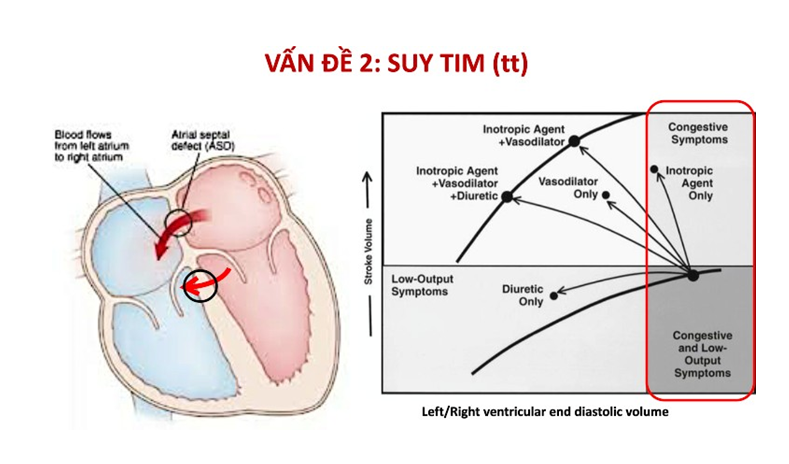 VẤN ĐỀ 2: SUY TIM (tt)
Blood flows
from left atrium
to right atrium
Atrial septal
defect (ASD)
Stroke Volume
Inotropic Agent
+Vasodilator
Inotropic Agent
+Vasodilator
+Diuretic
Vasodilator
Only
Congestive
Symptoms
Inotropic
Agent
Only
Low-Output
Symptoms
Diuretic
Only
Congestive
and Low-
Output
Symptoms
Left/Right ventricular end diastolic volume